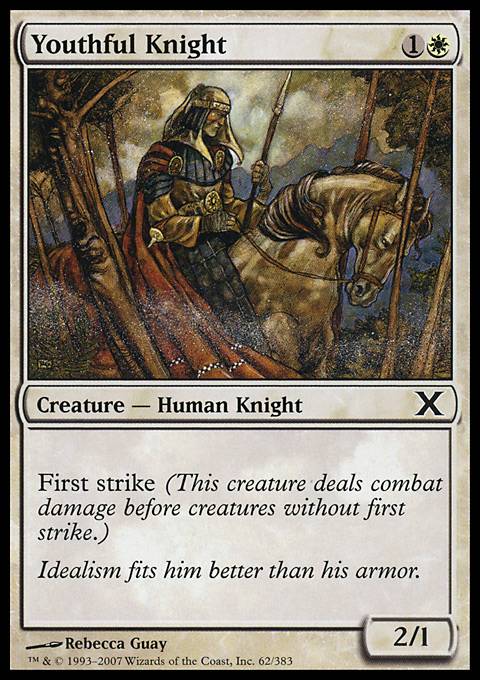 Youthful Knight 1
Creature — Human Knight X
First strike (This creature deals combat
damage before creatures without first
strike.)
Idealism fits him better than his armor.
Rebecca Guay
2/1
™ & © 1993–2007 Wizards of the Coast, Inc. 62/383